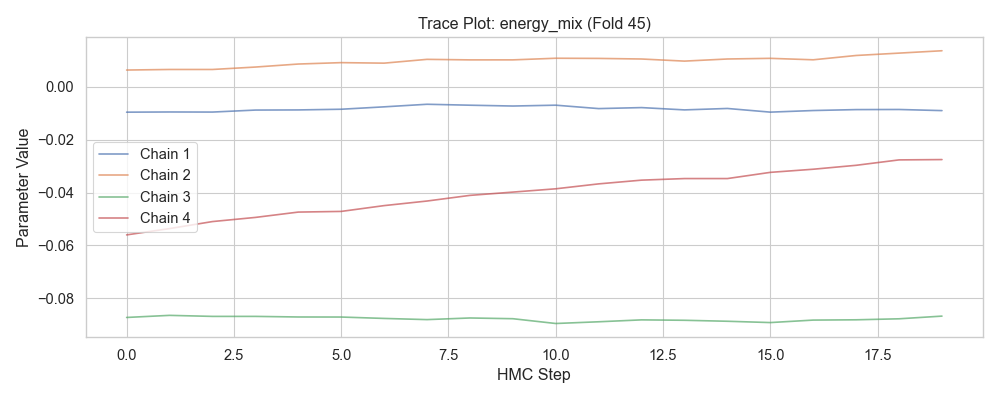 Trace Plot: energy_mix (Fold 45)
Parameter Value
0.00
−0.02
−0.04
−0.06
−0.08
Chain 1
Chain 2
Chain 3
Chain 4
0.0 2.5 5.0 7.5 10.0 12.5 15.0 17.5
HMC Step